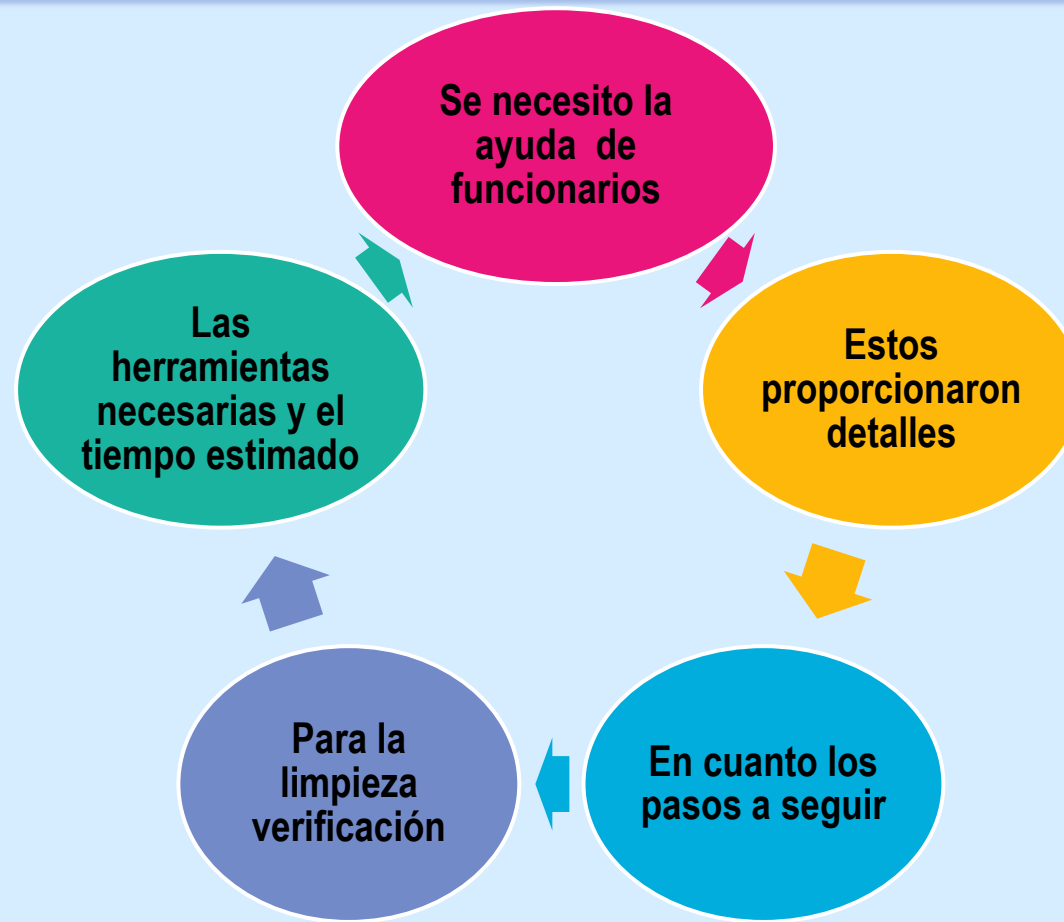 Se necesito la
ayuda de
funcionarios
Estos
proporcionaron
detalles
En cuanto los
pasos a seguir
Para la
limpieza
verificación
Las
herramientas
necesarias y el
tiempo estimado